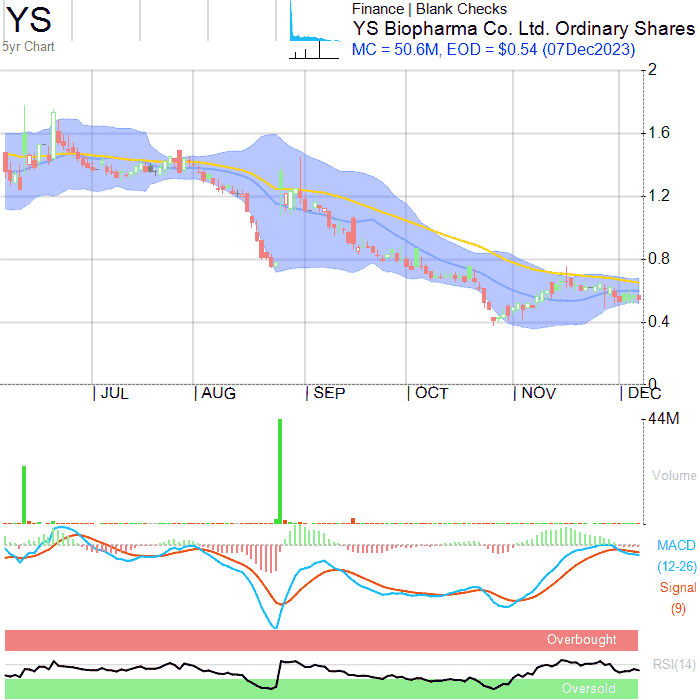 YS
5yr Chart
Finance | Blank Checks
YS Biopharma Co. Ltd. Ordinary Shares
MC = 50.6M, EOD = $0.54 (07Dec2023)
2
1.6
1.2
0.8
0.4
0
JUL AUG SEP OCT NOV DEC
44M
Volume
MACD
(12-26)
Signal
(9)
Overbought
RSI(14)
Oversold